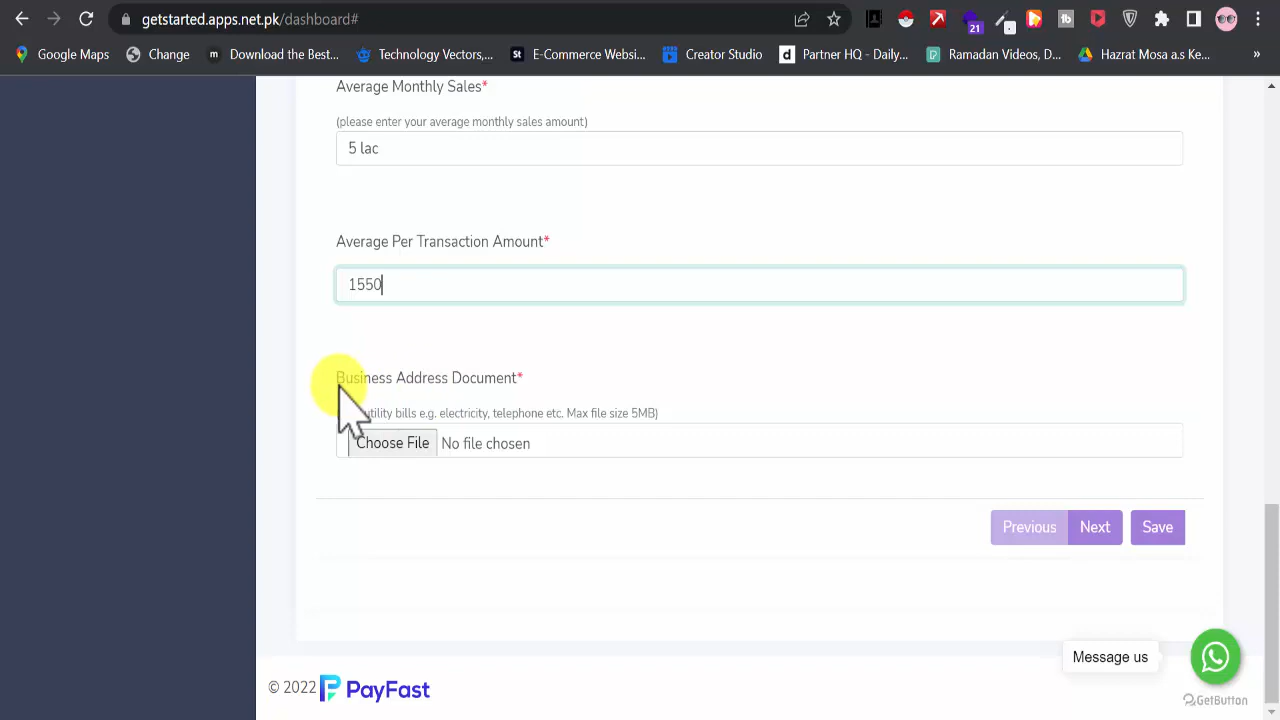 getstarted.apps.net.pk/dashboard#
21
Google Maps
Change
m
Download the Best...
Technology Vectors,...
St
E-Commerce Websi...
Creator Studio
d
Partner HQ - Daily...
Ramadan Videos, D...
Hazrat Mosa a.s Ke...
»
Average Monthly Sales*
(please enter your average monthly sales amount)
5 lac
Average Per Transaction Amount*
1550
Business Address Document*
utility bills e.g. electricity, telephone etc. Max file size 5MB)
Choose File No file chosen
Previous Next Save
Message us
© 2022 PayFast
GetButton